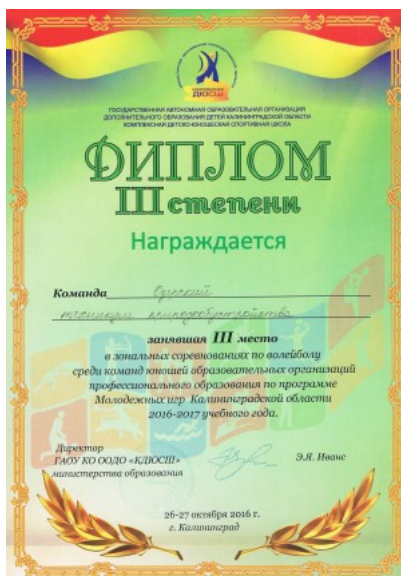 ДЮСШ
ГОСУДАРСТВЕННАЯ АВТОНОМНАЯ ОБРАЗОВАТЕЛЬНАЯ ОРГАНИЗАЦИЯ
ДОПОЛНИТЕЛЬНОГО ОБРАЗОВАНИЯ ДЕТЕЙ КАЛИНИНГРАДСКОЙ ОБЛАСТИ
КОМПЛЕКСНАЯ ДЕТСКО-ЮНОШЕСКАЯ СПОРТИВНАЯ ШКОЛА
ДИПЛОМ
III степени
Награждается
Команда
техникум
занявшая III место
в зональных соревнованиях по волейболу
среди команд юношей образовательных организаций
профессионального образования по программе
Молодежных игр Калининградской области
2016-2017 учебного года.
Директор
ГАОУ КО ООДО «КДЮСШ»
министерства образования
Э.Я. Иванс
26-27 октября 2016 г.
г. Калининград